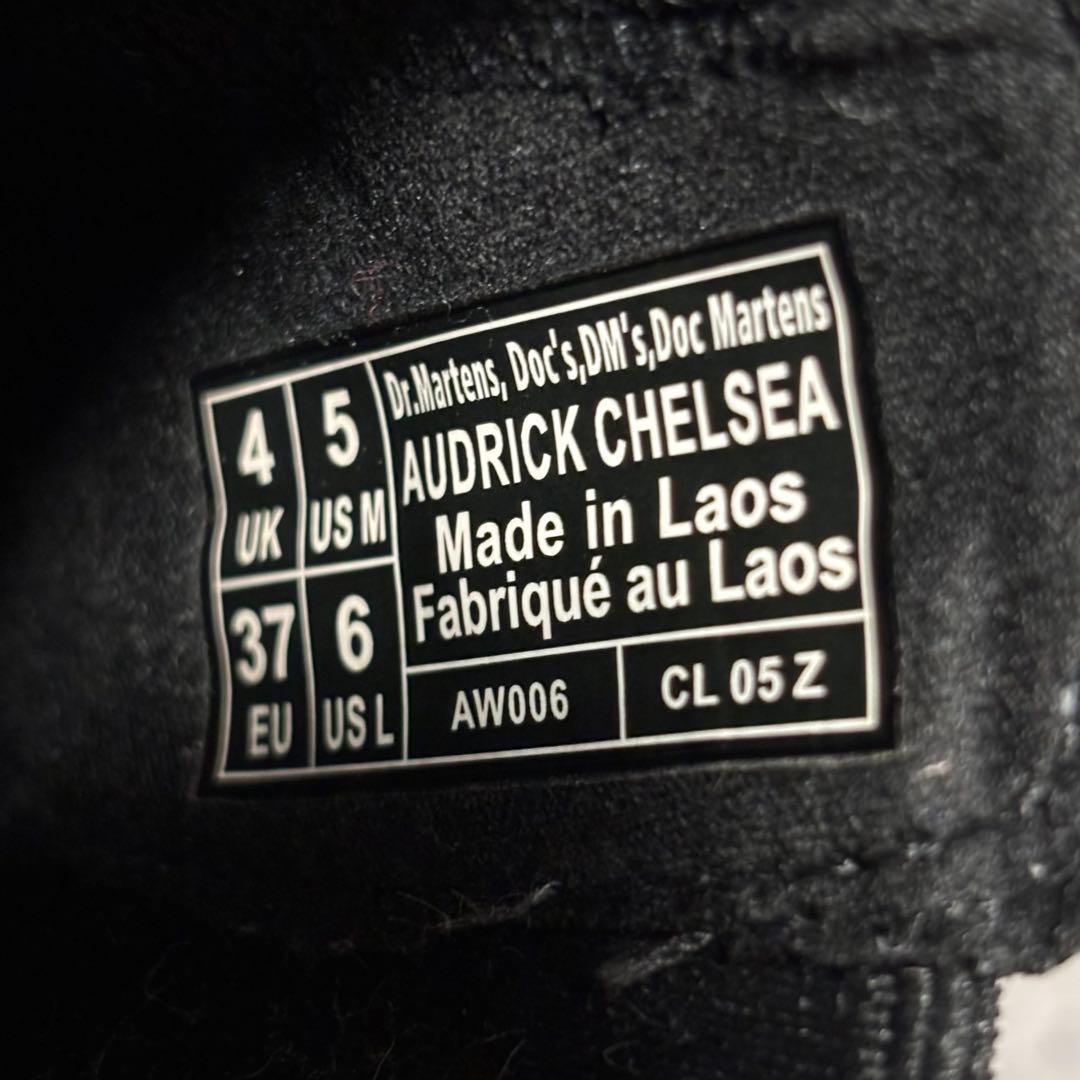 4 UK
5 US M
37 EU
6 US L
Dr.Martens, Doc's,DM's,Doc Martens
AUDRICK CHELSEA
Made in Laos
Fabriqué au Laos
AW006
CL 05 Z